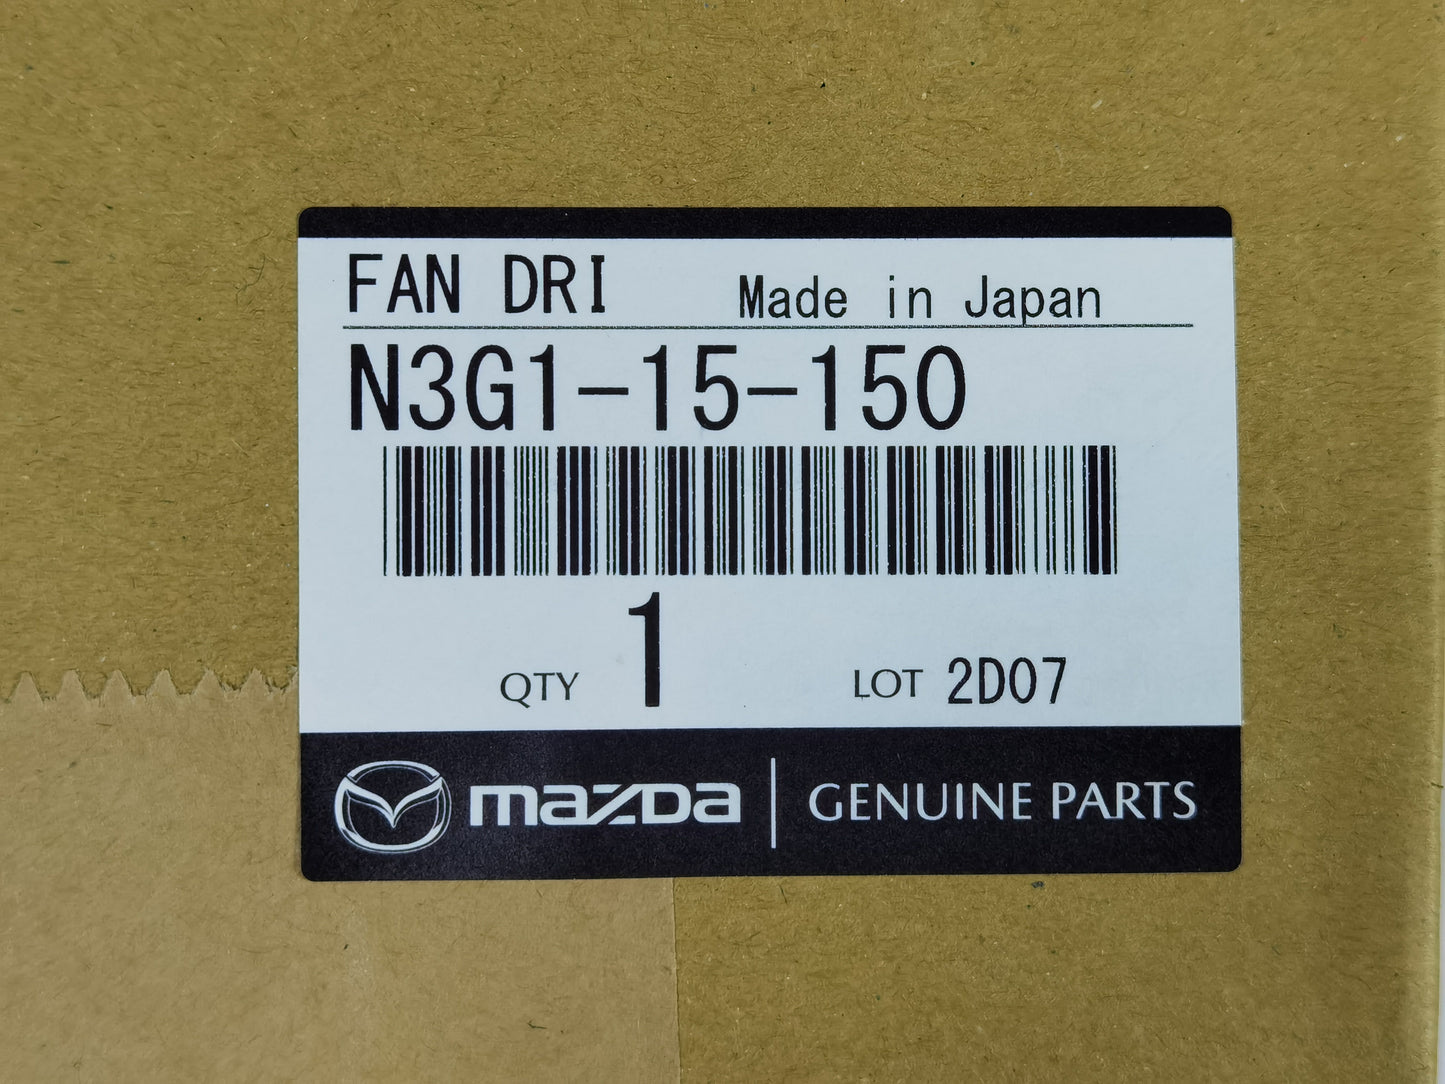 FAN DRI Made in Japan
N3G1-15-150
QTY 1 LOT 2D07
mazda GENUINE PARTS